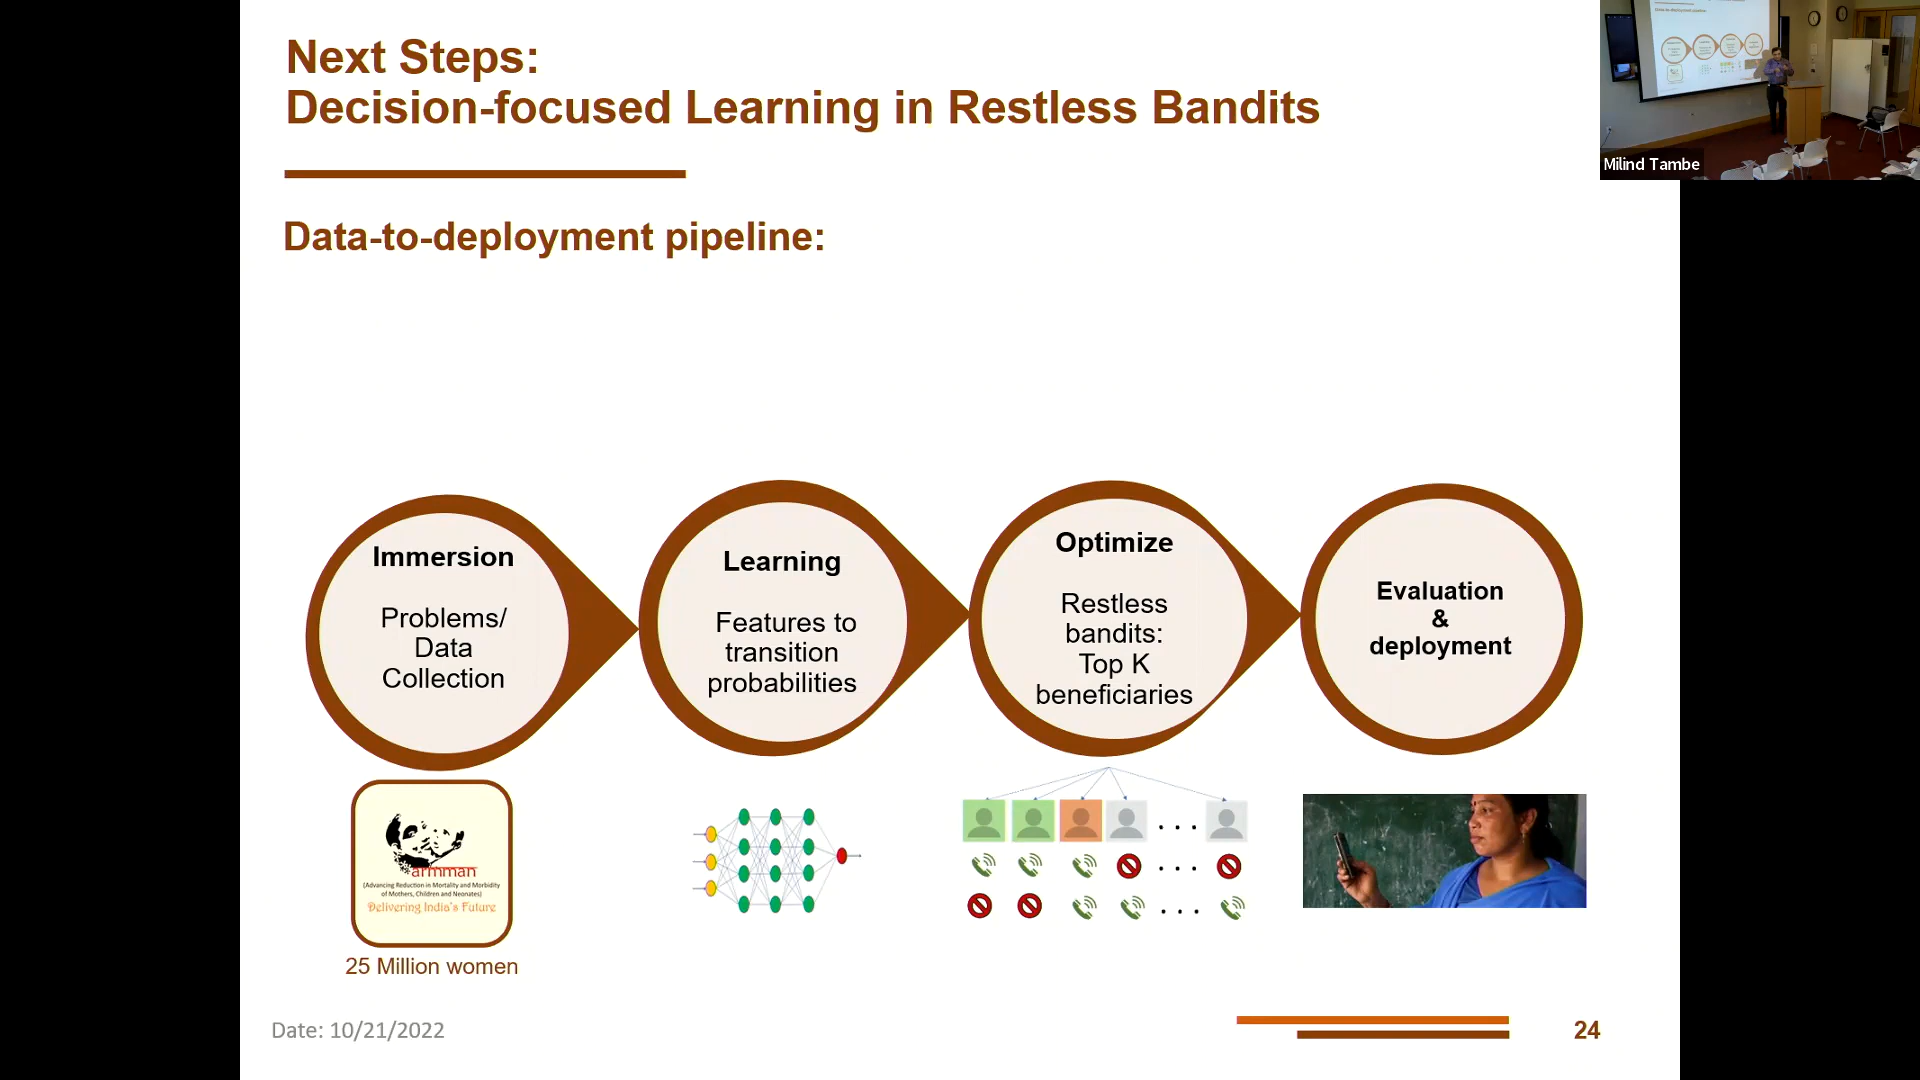 Next Steps:
Decision-focused Learning in Restless Bandits
Milind Tambe
Data-to-deployment pipeline:
Immersion
Problems/
Data
Collection
Learning
Features to
transition
probabilities
Optimize
Restless
bandits:
Top K
beneficiaries
Evaluation
&
deployment
armman
(Advancing Reduction in Mortality and Morbidity
of Mothers, Children and Neonates)
Delivering India's Future
25 Million women
Date: 10/21/2022
24